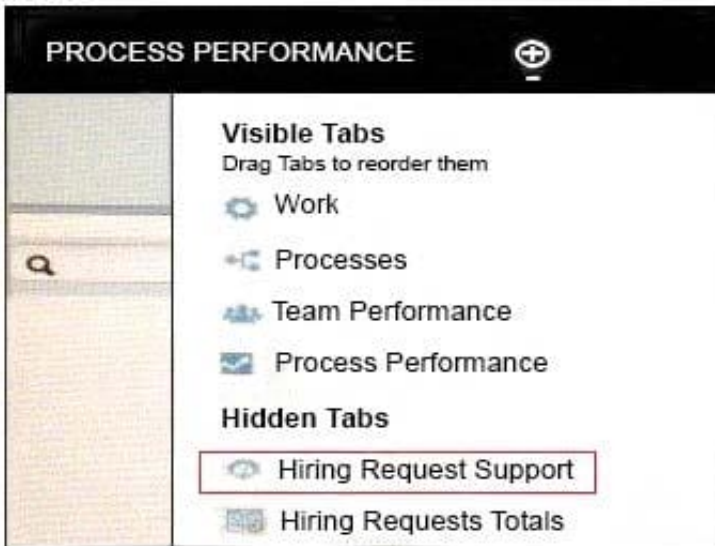 PROCESS PERFORMANCE
Visible Tabs
Drag Tabs to reorder them
Work
Processes
Team Performance
Process Performance
Hidden Tabs
Hiring Request Support
Hiring Requests Totals